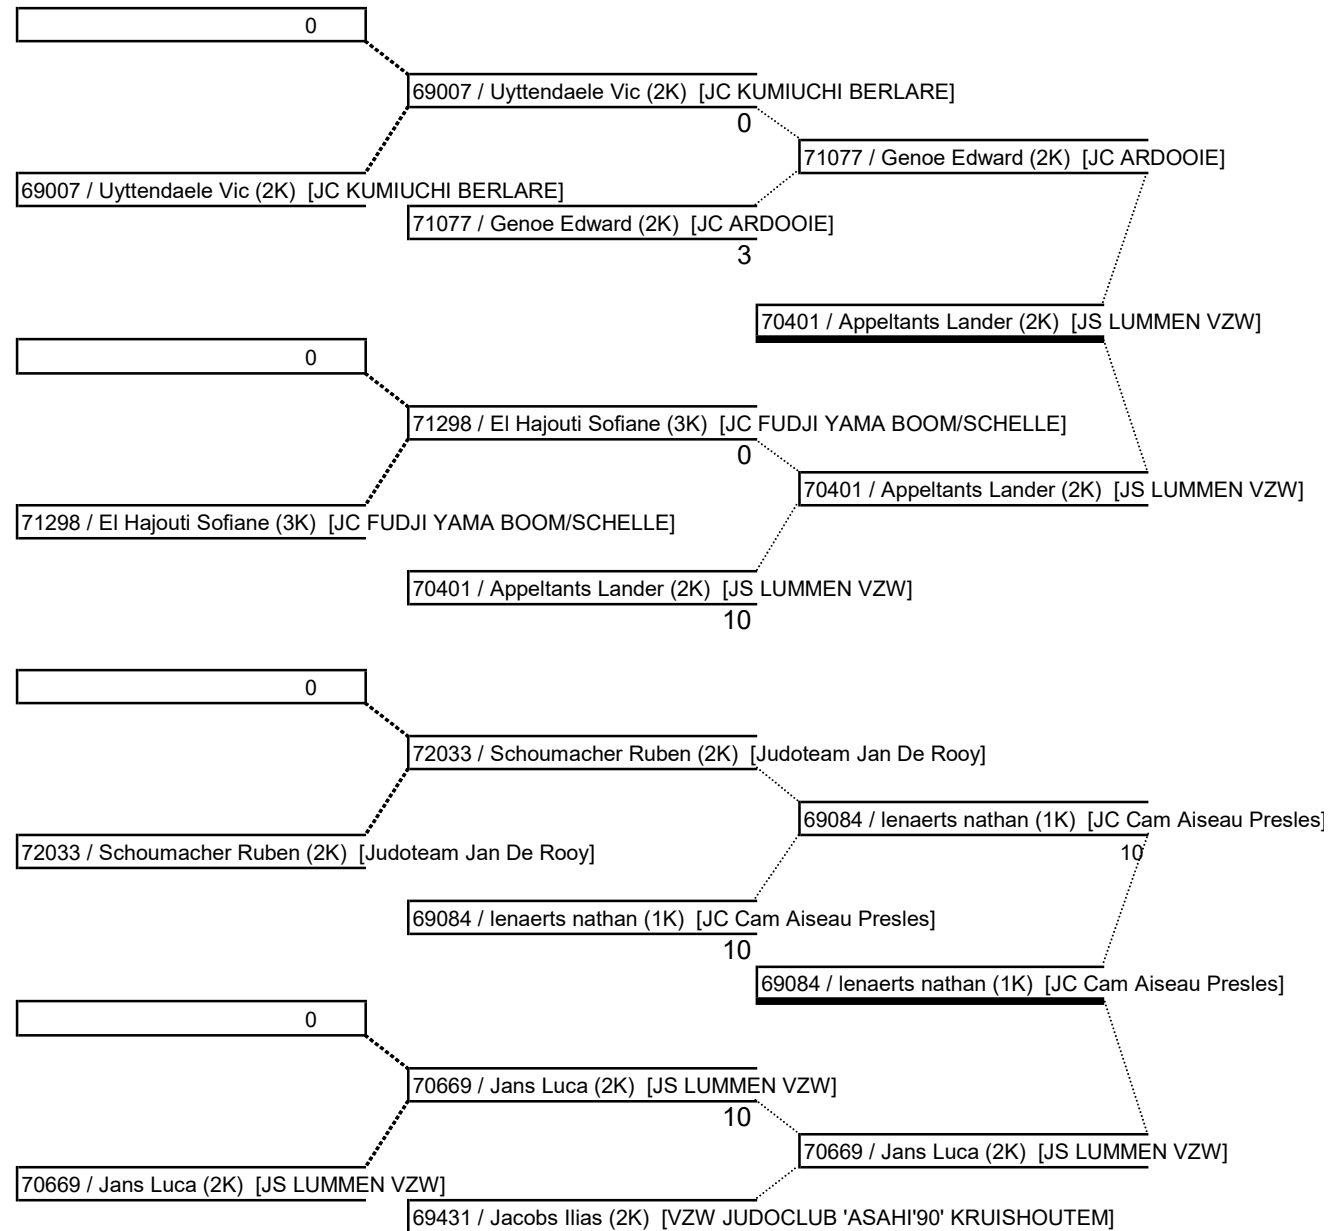 0
69007 / Uyttendaele Vic (2K)  [JC KUMIUCHI BERLARE]
0
71077 / Genoe Edward (2K)  [JC ARDOOIE]
69007 / Uyttendaele Vic (2K)  [JC KUMIUCHI BERLARE]
71077 / Genoe Edward (2K)  [JC ARDOOIE]
3
70401 / Appeltants Lander (2K)  [JS LUMMEN VZW]
0
71298 / El Hajouti Sofiane (3K)  [JC FUDJI YAMA BOOM/SCHELLE]
0
70401 / Appeltants Lander (2K)  [JS LUMMEN VZW]
71298 / El Hajouti Sofiane (3K)  [JC FUDJI YAMA BOOM/SCHELLE]
70401 / Appeltants Lander (2K)  [JS LUMMEN VZW]
10
0
72033 / Schoumacher Ruben (2K)  [Judoteam Jan De Rooy]
69084 / lenaerts nathan (1K)  [JC Cam Aiseau Presles]
72033 / Schoumacher Ruben (2K)  [Judoteam Jan De Rooy]
10
69084 / lenaerts nathan (1K)  [JC Cam Aiseau Presles]
10
69084 / lenaerts nathan (1K)  [JC Cam Aiseau Presles]
0
70669 / Jans Luca (2K)  [JS LUMMEN VZW]
10
70669 / Jans Luca (2K)  [JS LUMMEN VZW]
70669 / Jans Luca (2K)  [JS LUMMEN VZW]
69431 / Jacobs Ilias (2K)  [VZW JUDOCLUB 'ASAHI'90' KRUISHOUTEM]